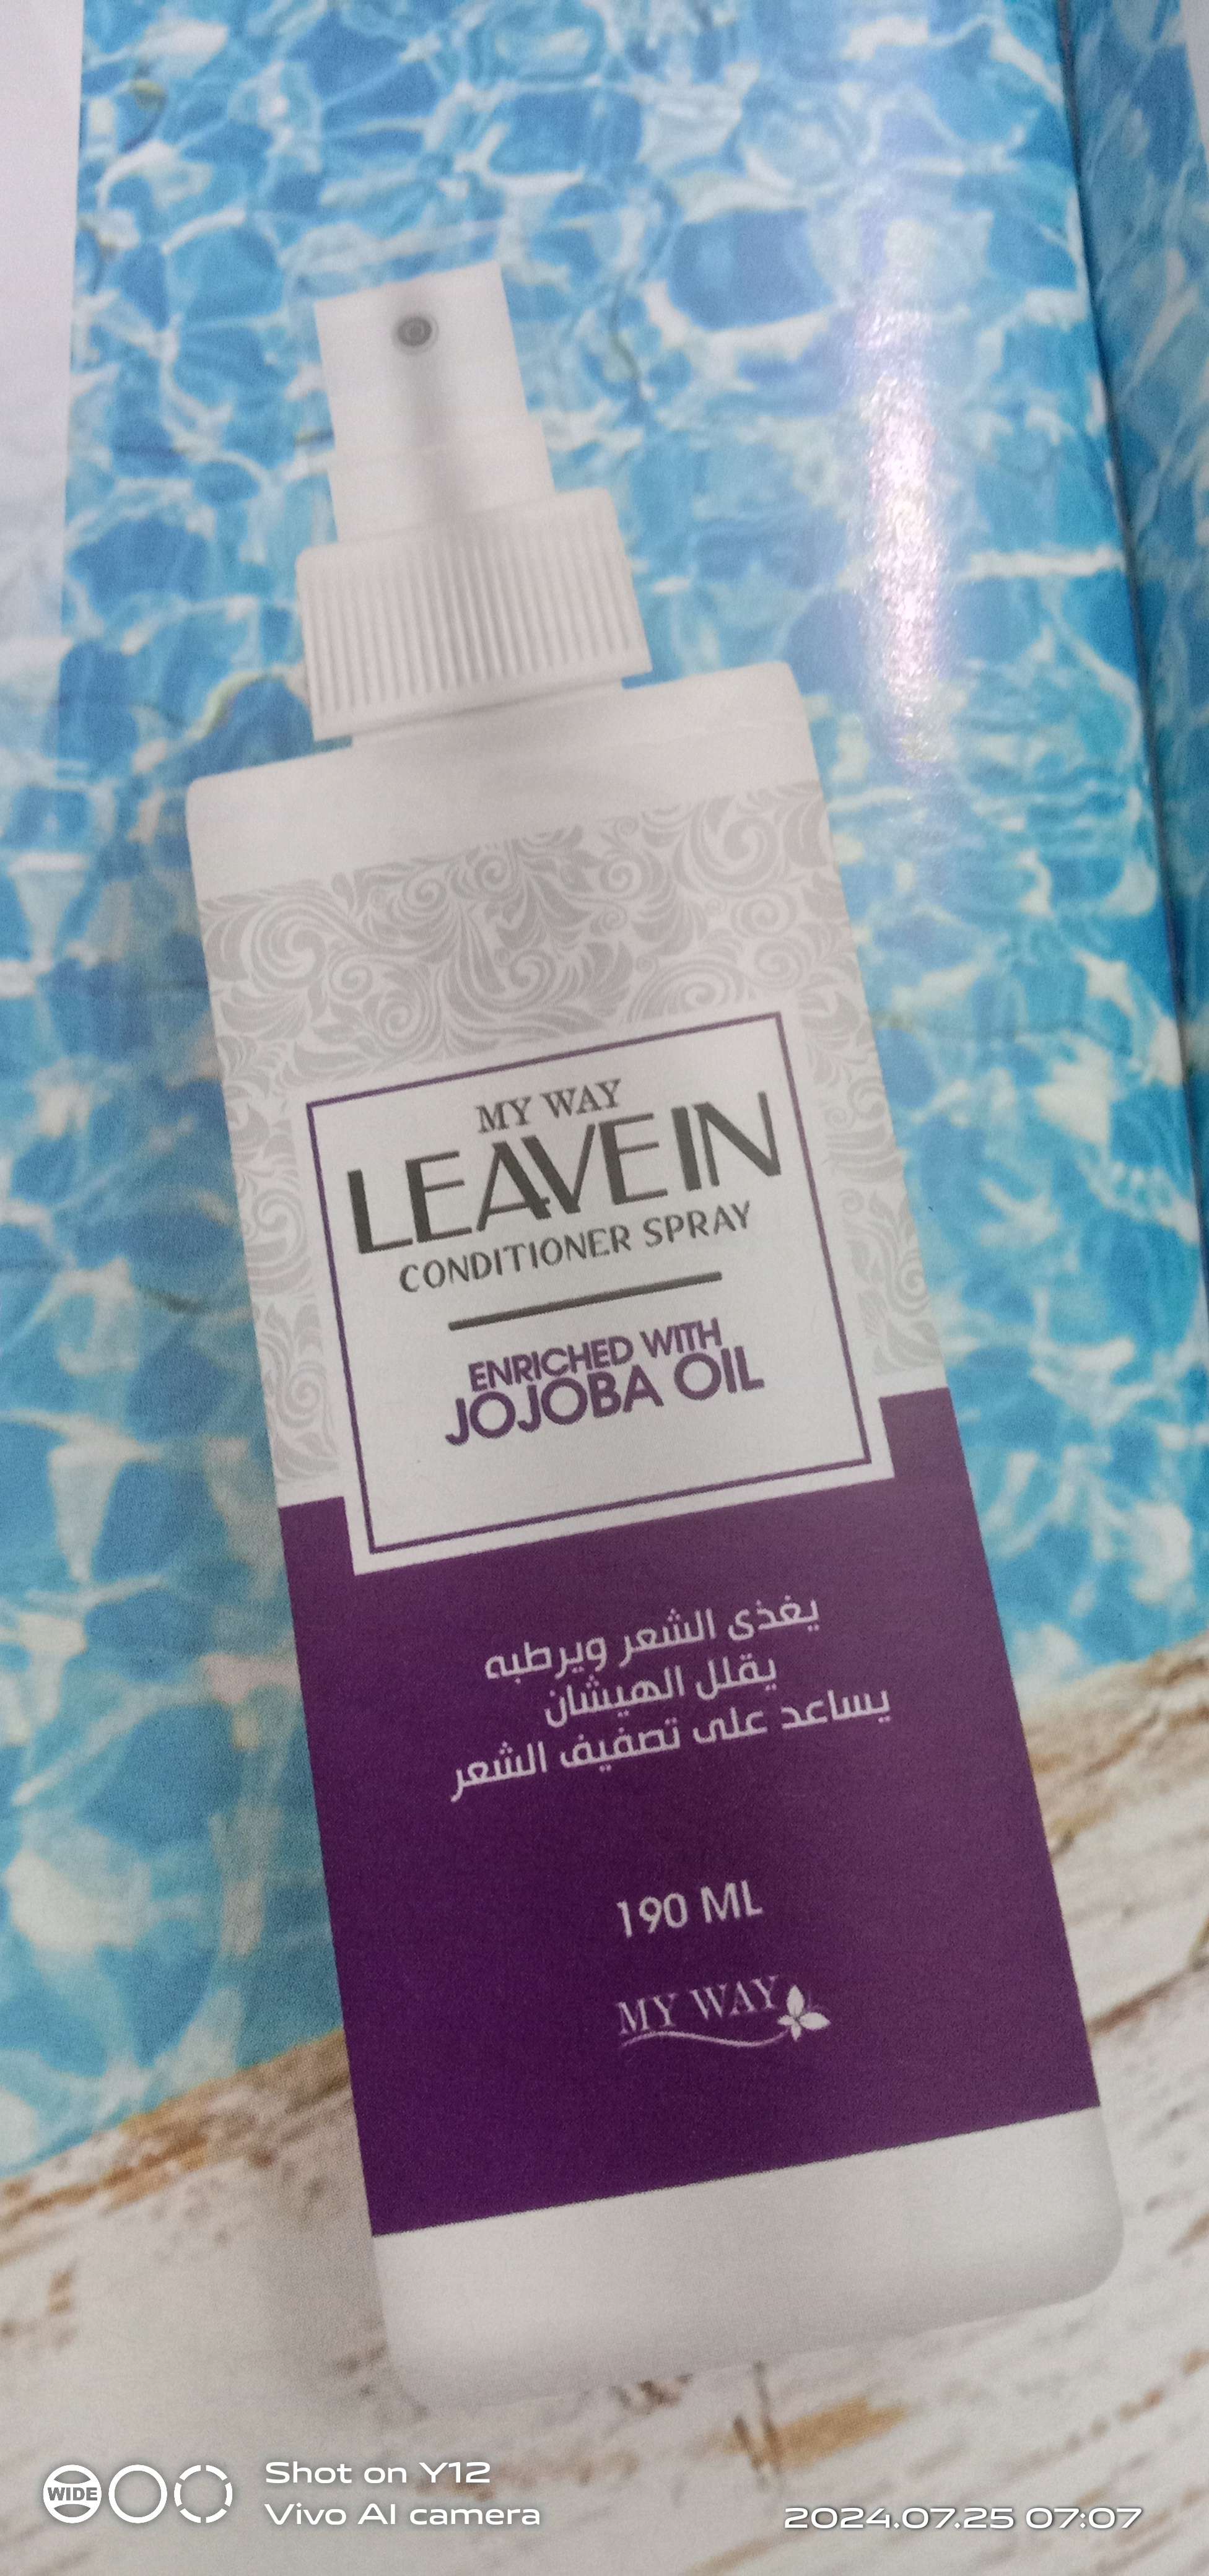 MY WAY
LEAVE IN
CONDITIONER SPRAY
ENRICHED WITH
JOJOBA OIL
يغذى الشعر ويرطبه
يقلل الهيشان
يساعد على تصفيف الشعر
190 ML
MY WAY
WIDE
Shot on Y12
Vivo AI camera
2024.07.25 07:07